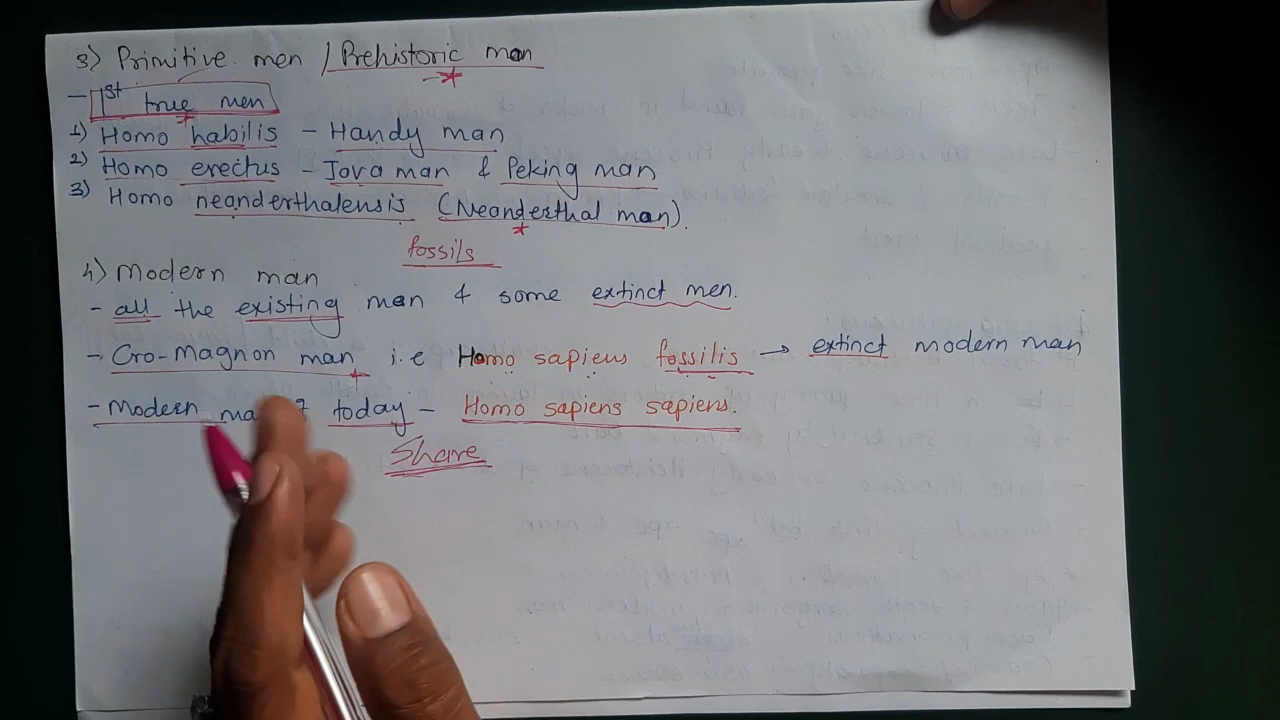 3) Primitive men / Prehistoric man
- 1st true men
1) Homo habilis - Handy man
2) Homo erectus - Java man & Peking man
3) Homo neanderthalensis (Neanderthal man).
fossils
4) Modern man
- all the existing man & some extinct men.
- Cro-Magnon man i.e Homo sapiens fossilis → extinct modern man
- Modern today - Homo sapiens sapiens.
Share